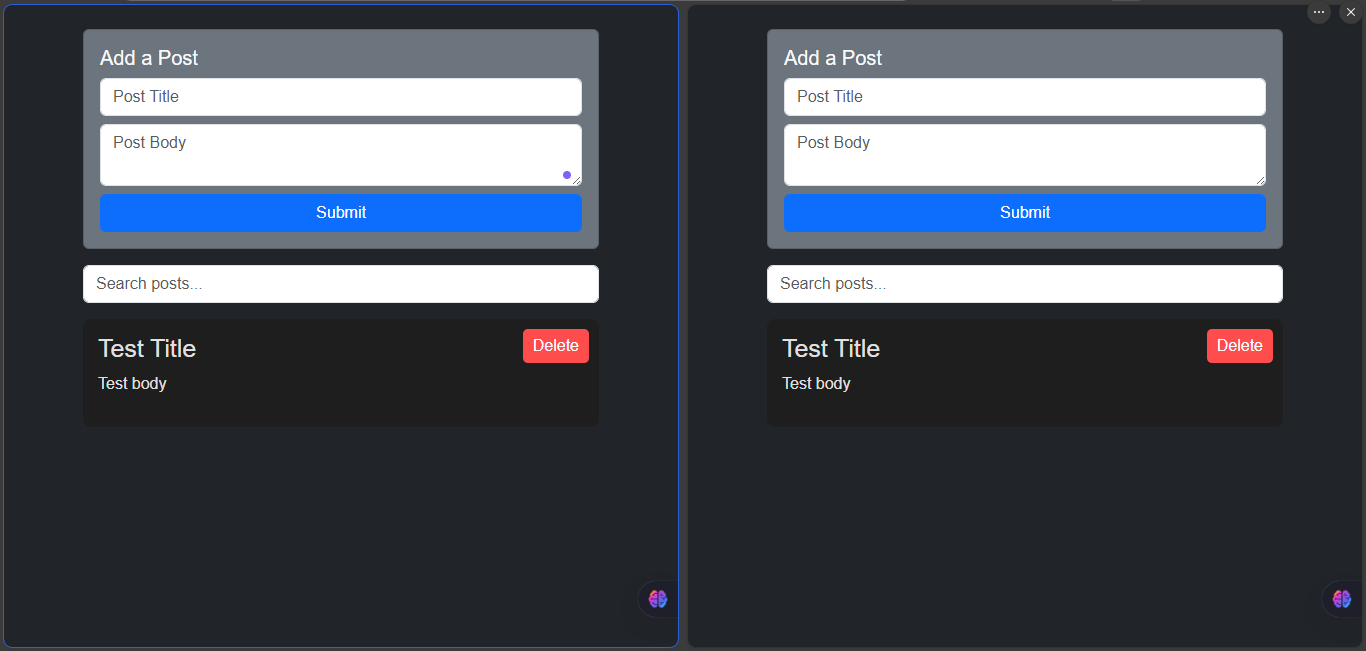 Add a Post
Post Title
Post Body
Submit
Search posts...
Test Title
Delete
Test body
Add a Post
Post Title
Post Body
Submit
Search posts...
Test Title
Delete
Test body